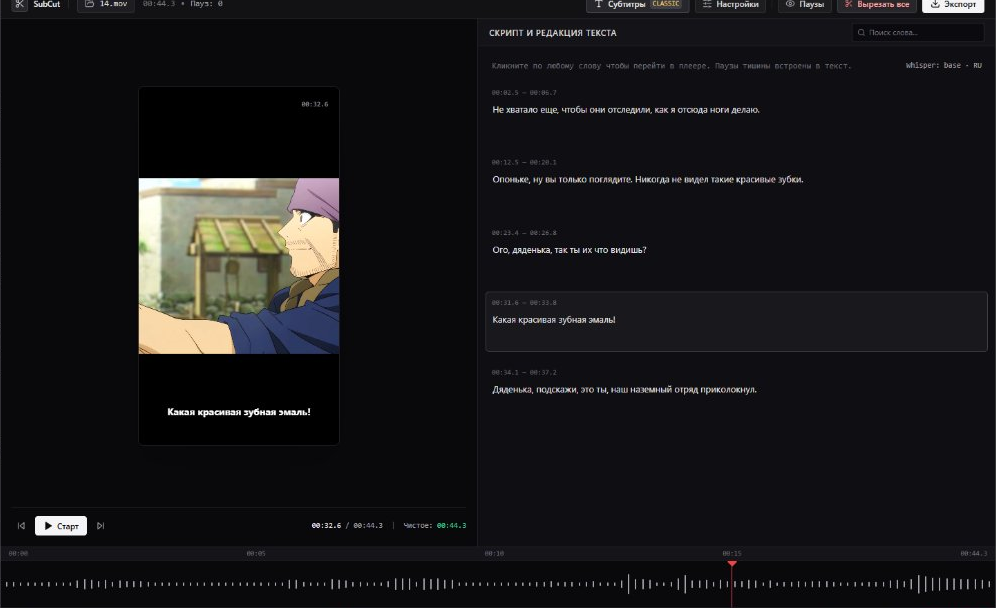 SubCut
14.mov
00:44.3 • Пауз: 0
Субтитры CLASSIC
Настройки
Паузы
Вырезать все
Экспорт
СКРИПТ И РЕДАКЦИЯ ТЕКСТА
Поиск слова…
Кликните по любому слову чтобы перейти в плеере. Паузы тишины встроены в текст.
Whisper: base · RU
00:32.6
00:02.5 — 00:06.7
Не хватало еще, чтобы они отследили, как я отсюда ноги делаю.
00:12.5 — 00:20.1
Опоньке, ну вы только поглядите. Никогда не видел такие красивые зубки.
00:23.4 — 00:26.8
Ого, дяденька, так ты их что видишь?
00:31.6 — 00:33.8
Какая красивая зубная эмаль!
00:34.1 — 00:37.2
Дяденька, подскажи, это ты, наш наземный отряд приколокнул.
Какая красивая зубная эмаль!
Старт
00:32.6 / 00:44.3 | Чистое: 00:44.3
00:00
00:05
00:10
00:15
00:44.3